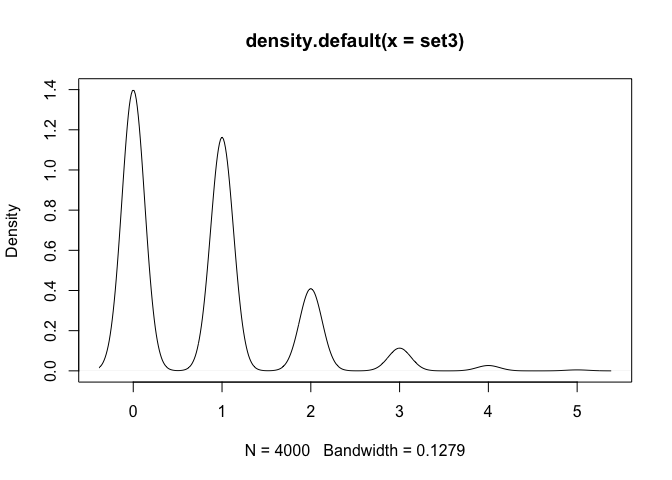 density.default(x = set3)
Density
0.0 0.2 0.4 0.6 0.8 1.0 1.2 1.4
0 1 2 3 4 5
N = 4000 Bandwidth = 0.1279